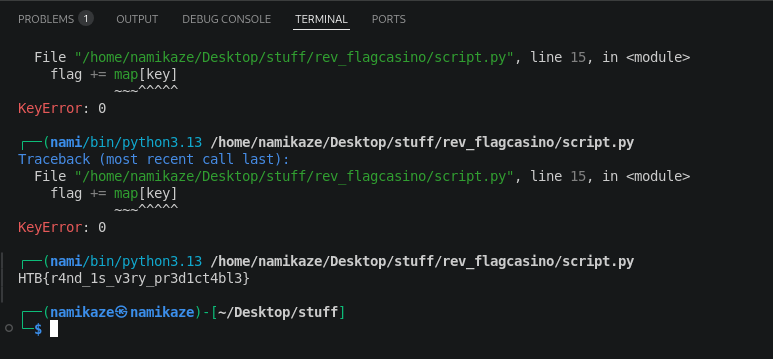 PROBLEMS 1 OUTPUT DEBUG CONSOLE TERMINAL PORTS
File "/home/namikaze/Desktop/stuff/rev_flagcasino/script.py", line 15, in <module>
flag += map[key]
~~~^^^^^
KeyError: 0
┌──(nami/bin/python3.13 /home/namikaze/Desktop/stuff/rev_flagcasino/script.py
Traceback (most recent call last):
File "/home/namikaze/Desktop/stuff/rev_flagcasino/script.py", line 15, in <module>
flag += map[key]
~~~^^^^^
KeyError: 0
┌──(nami/bin/python3.13 /home/namikaze/Desktop/stuff/rev_flagcasino/script.py
HTB{r4nd_1s_v3ry_pr3d1ct4bl3}
┌──(namikaze㉿namikaze)-[~/Desktop/stuff]
└─$